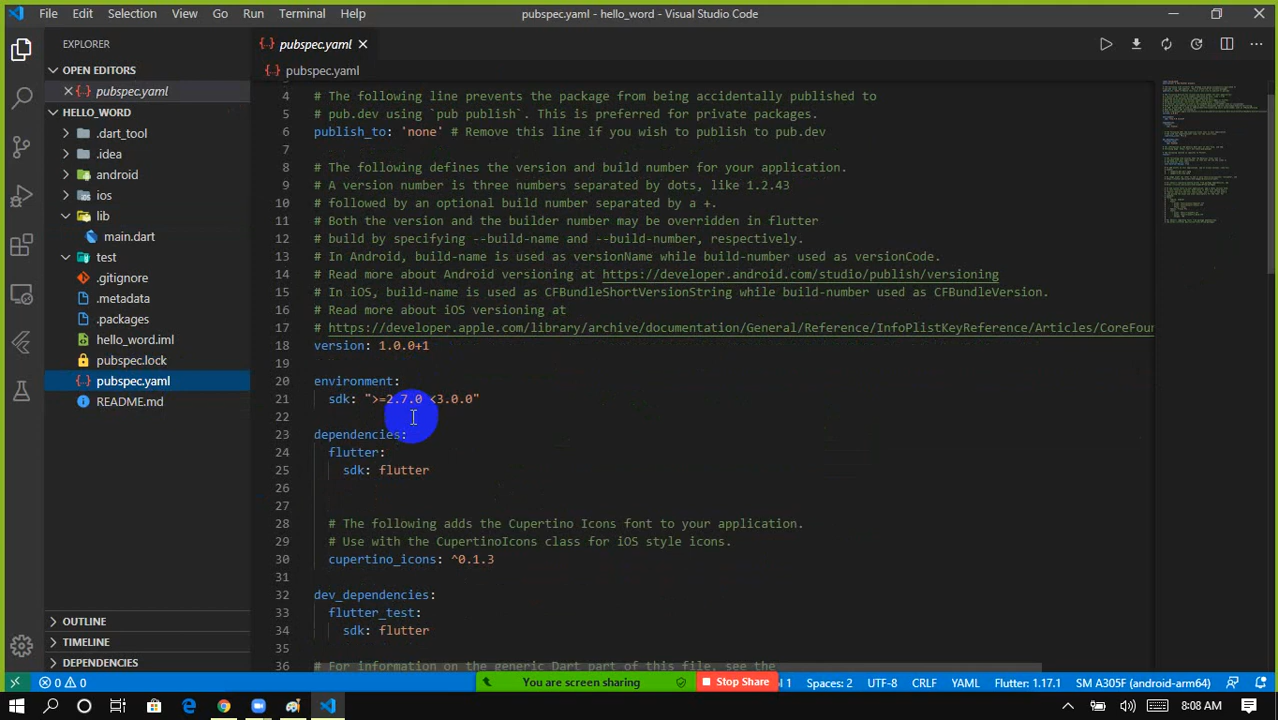 File Edit Selection View Go Run Terminal Help
pubspec.yaml - hello_word - Visual Studio Code
EXPLORER
OPEN EDITORS
pubspec.yaml
HELLO_WORD
.dart_tool
.idea
android
ios
lib
main.dart
test
.gitignore
.metadata
.packages
hello_word.iml
pubspec.lock
pubspec.yaml
README.md
OUTLINE
TIMELINE
DEPENDENCIES
pubspec.yaml
pubspec.yaml
4 # The following line prevents the package from being accidentally published to
5 # pub.dev using `pub publish`. This is preferred for private packages.
6 publish_to: 'none' # Remove this line if you wish to publish to pub.dev
7
8 # The following defines the version and build number for your application.
9 # A version number is three numbers separated by dots, like 1.2.43
10 # followed by an optional build number separated by a +.
11 # Both the version and the builder number may be overridden in flutter
12 # build by specifying --build-name and --build-number, respectively.
13 # In Android, build-name is used as versionName while build-number used as versionCode.
14 # Read more about Android versioning at https://developer.android.com/studio/publish/versioning
15 # In iOS, build-name is used as CFBundleShortVersionString while build-number used as CFBundleVersion.
16 # Read more about iOS versioning at
17 # https://developer.apple.com/library/archive/documentation/General/Reference/InfoPlistKeyReference/Articles/CoreFour
18 version: 1.0.0+1
19
20 environment:
21 sdk: ">=2.7.0 <3.0.0"
22
23 dependencies:
24 flutter:
25 sdk: flutter
26
27
28 # The following adds the Cupertino Icons font to your application.
29 # Use with the CupertinoIcons class for iOS style icons.
30 cupertino_icons: ^0.1.3
31
32 dev_dependencies:
33 flutter_test:
34 sdk: flutter
35
36 # For information on the generic Dart part of this file, see the
0 0
You are screen sharing
Stop Share
1 Spaces: 2 UTF-8 CRLF YAML Flutter: 1.17.1 SM A305F (android-arm64)
8:08 AM